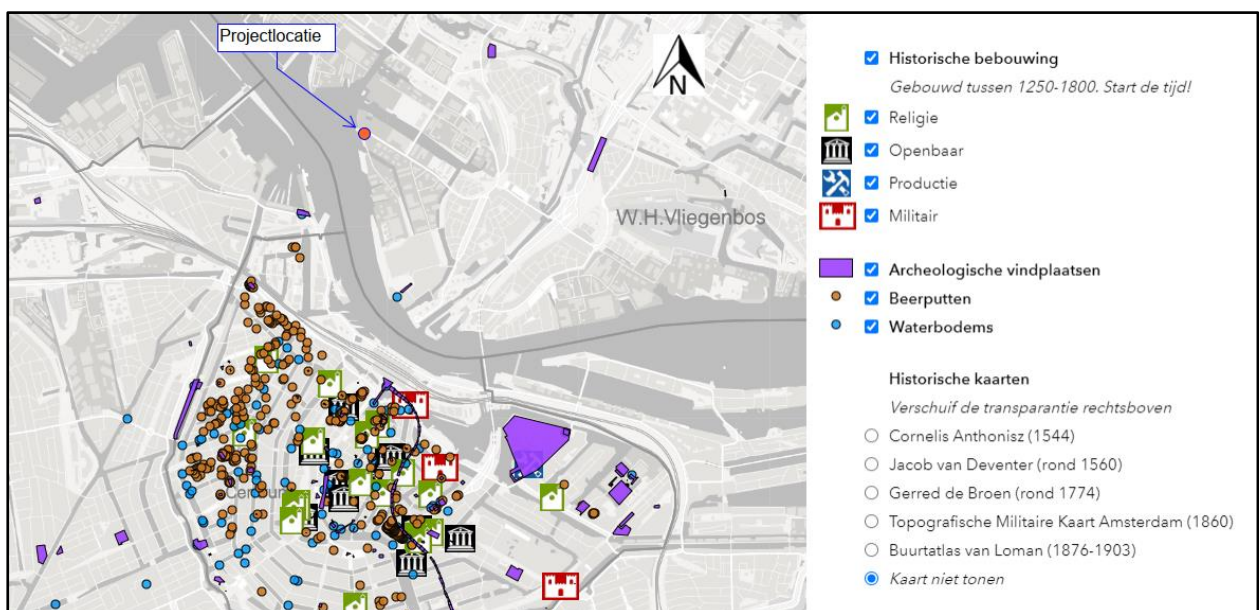 Projectlocatie
N
W.H.Vliegenbos
Historische bebouwing
Gebouwd tussen 1250-1800. Start de tijd!
Religie
Openbaar
Productie
Militair
Archeologische vindplaatsen
Beerputten
Waterbodems
Historische kaarten
Verschuif de transparantie rechtsboven
Cornelis Anthonisz (1544)
Jacob van Deventer (rond 1560)
Gerred de Broen (rond 1774)
Topografische Militaire Kaart Amsterdam (1860)
Buurtatlas van Loman (1876-1903)
Kaart niet tonen